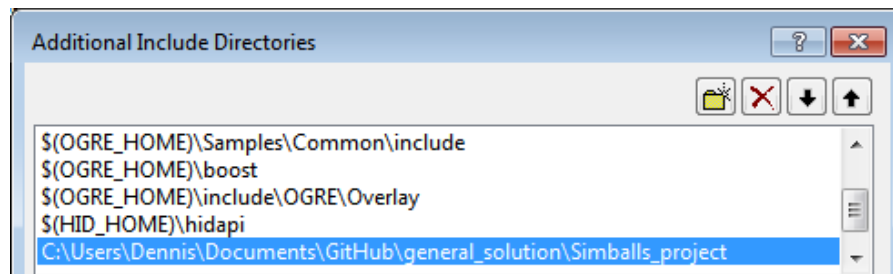 Additional Include Directories
$(OGRE_HOME)\Samples\Common\include
$(OGRE_HOME)\boost
$(OGRE_HOME)\include\OGRE\Overlay
$(HID_HOME)\hidapi
C:\Users\Dennis\Documents\GitHub\general_solution\Simballs_project